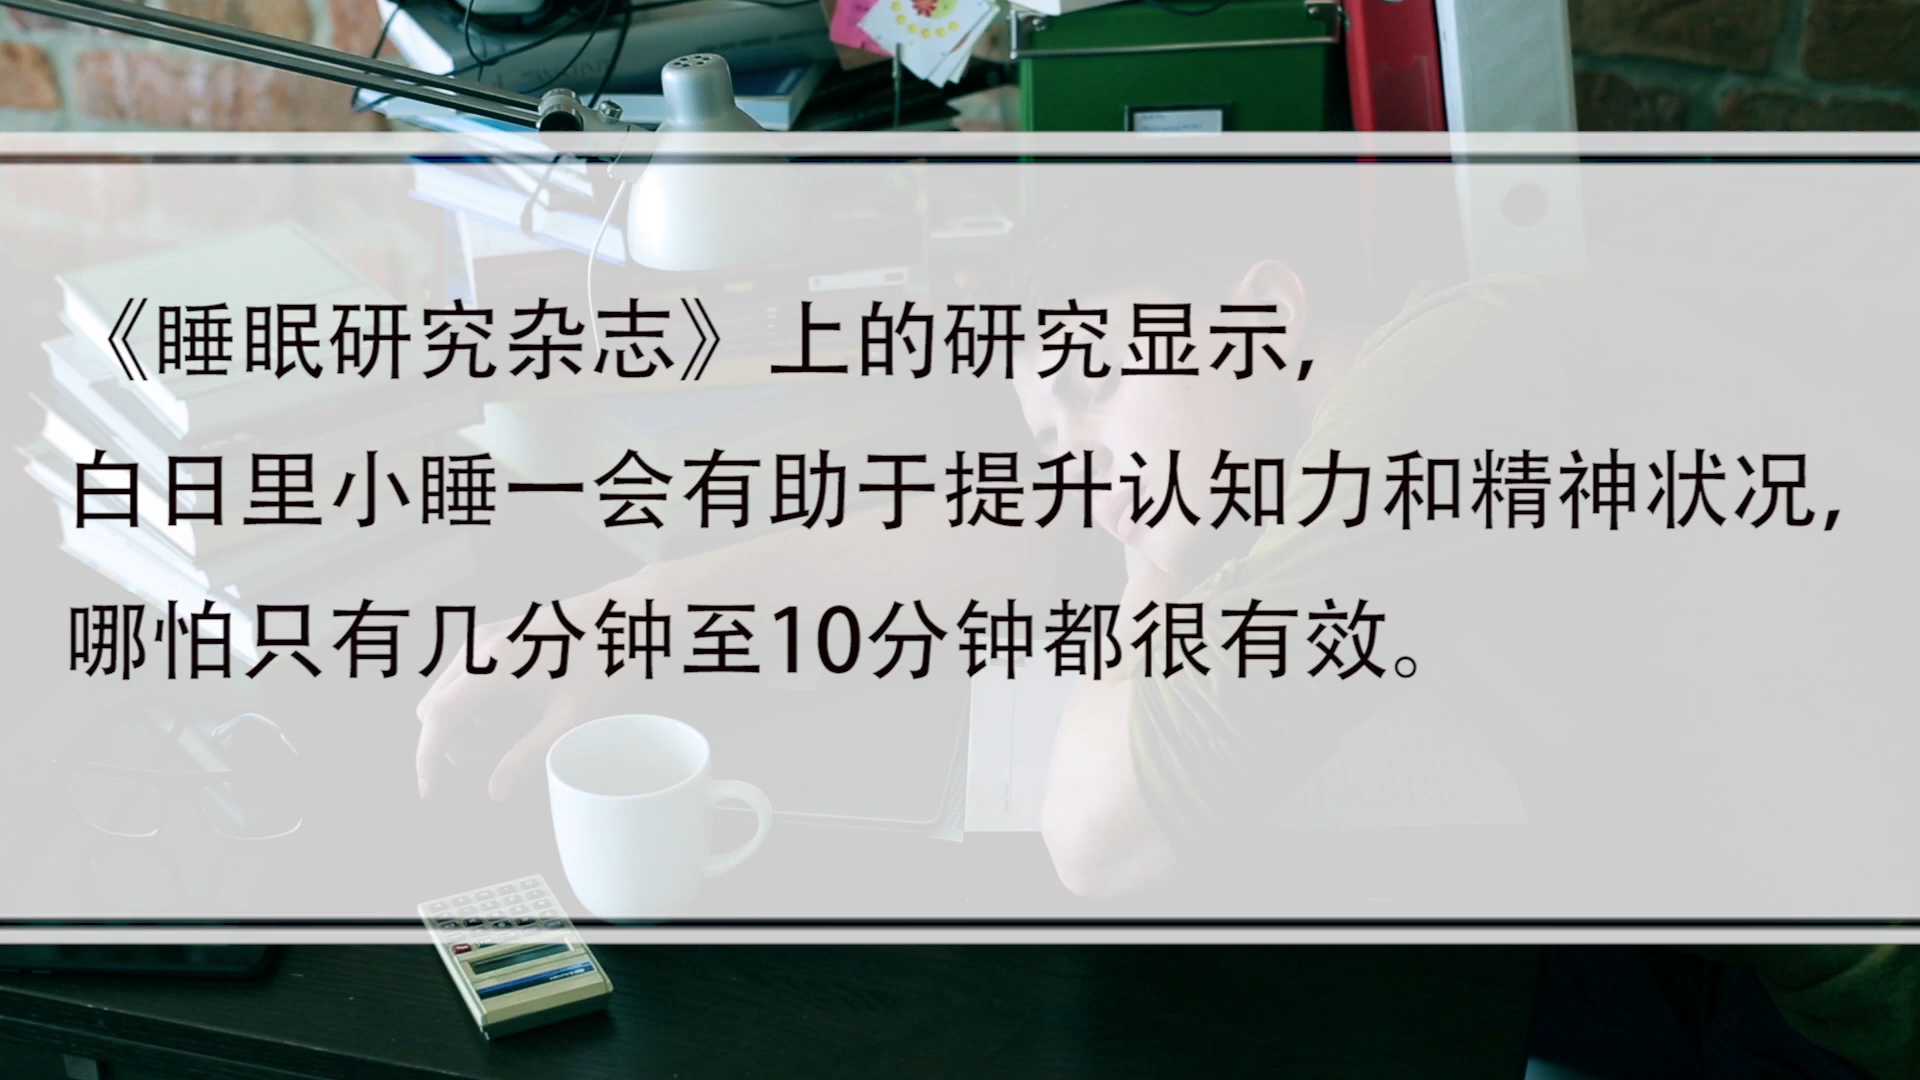 《睡眠研究杂志》上的研究显示,
白日里小睡一会有助于提升认知力和精神状况,
哪怕只有几分钟至10分钟都很有效。